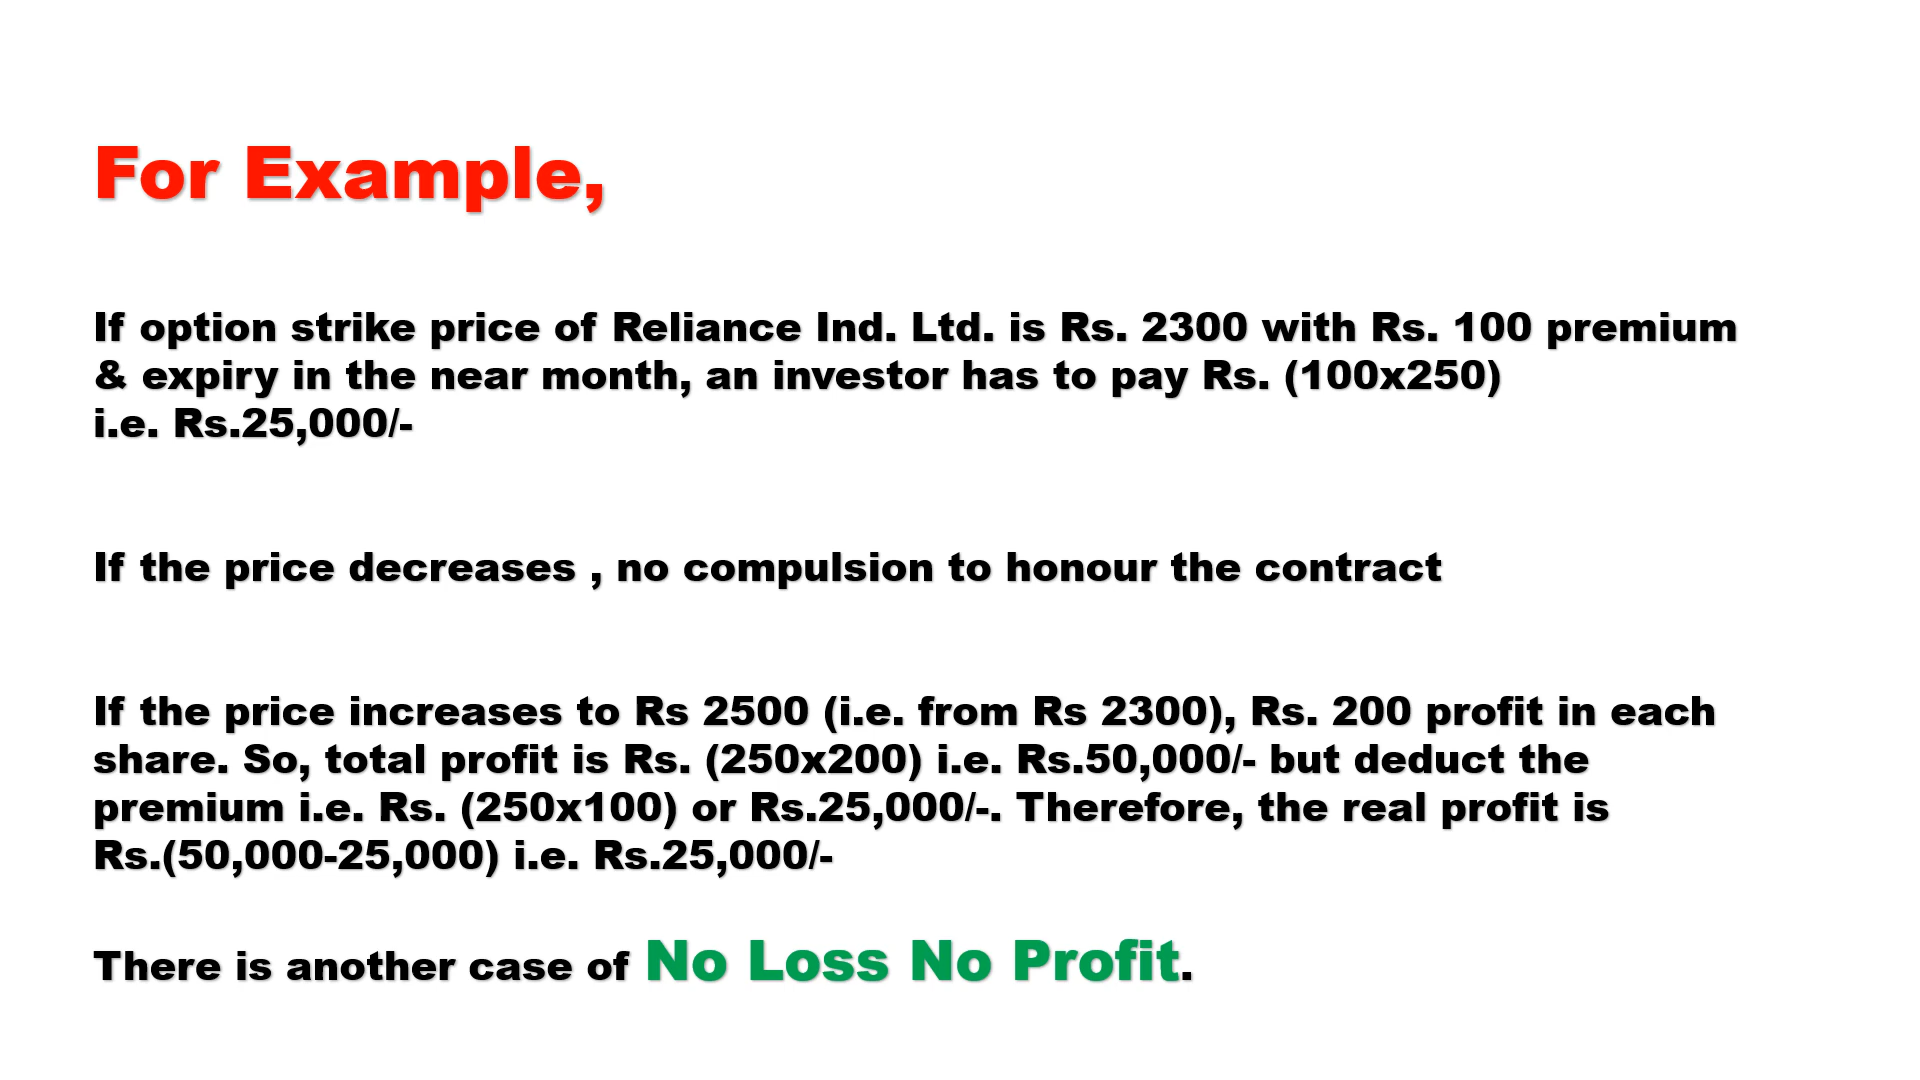 For Example,
If option strike price of Reliance Ind. Ltd. is Rs. 2300 with Rs. 100 premium
& expiry in the near month, an investor has to pay Rs. (100x250)
i.e. Rs.25,000/-
If the price decreases , no compulsion to honour the contract
If the price increases to Rs 2500 (i.e. from Rs 2300), Rs. 200 profit in each
share. So, total profit is Rs. (250x200) i.e. Rs.50,000/- but deduct the
premium i.e. Rs. (250x100) or Rs.25,000/-. Therefore, the real profit is
Rs.(50,000-25,000) i.e. Rs.25,000/-
There is another case of No Loss No Profit.